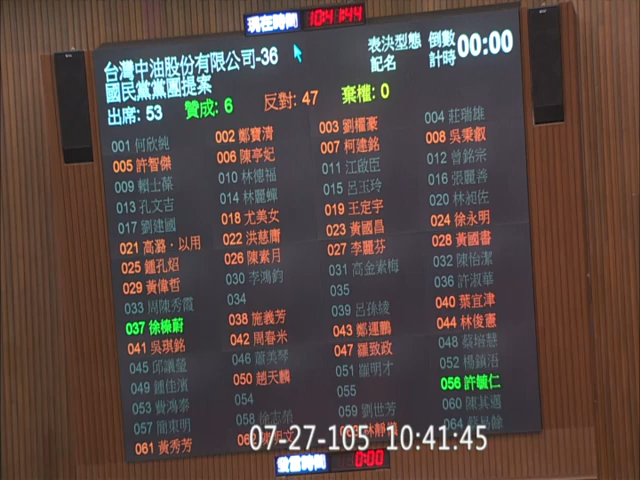 現在時間 10:41:44
台灣中油股份有限公司-36
國民黨黨團提案
表決型態 倒數 00:00
記名 計時
出席: 53 贊成: 6 反對: 47 棄權: 0
001 何欣純 002 鄭寶清 003 劉櫂豪 004 莊瑞雄
005 許智傑 006 陳亭妃 007 柯建銘 008 吳秉叡
009 賴士葆 010 林德福 011 江啟臣 012 曾銘宗
013 孔文吉 014 林麗蟬 015 呂玉玲 016 張麗善
017 劉建國 018 尤美女 019 王定宇 020 林昶佐
021 高潞．以用 022 洪慈庸 023 黃國昌 024 徐永明
025 鍾孔炤 026 陳素月 027 李麗芬 028 黃國書
029 黃偉哲 030 李鴻鈞 031 高金素梅 032 陳怡潔
033 周陳秀霞 034 035 036 許淑華
037 徐榛蔚 038 施義芳 039 呂孫綾 040 葉宜津
041 吳琪銘 042 周春米 043 鄭運鵬 044 林俊憲
045 邱議瑩 046 蕭美琴 047 羅致政 048 蔡培慧
049 鍾佳濱 050 趙天麟 051 羅明才 052 楊鎮浯
053 費鴻泰 054 055 056 許毓仁
057 簡東明 058 徐志榮 059 劉世芳 060 陳其邁
061 黃秀芳 064 蘇治芬
07-27-105 10:41:45
發言時間 0:00